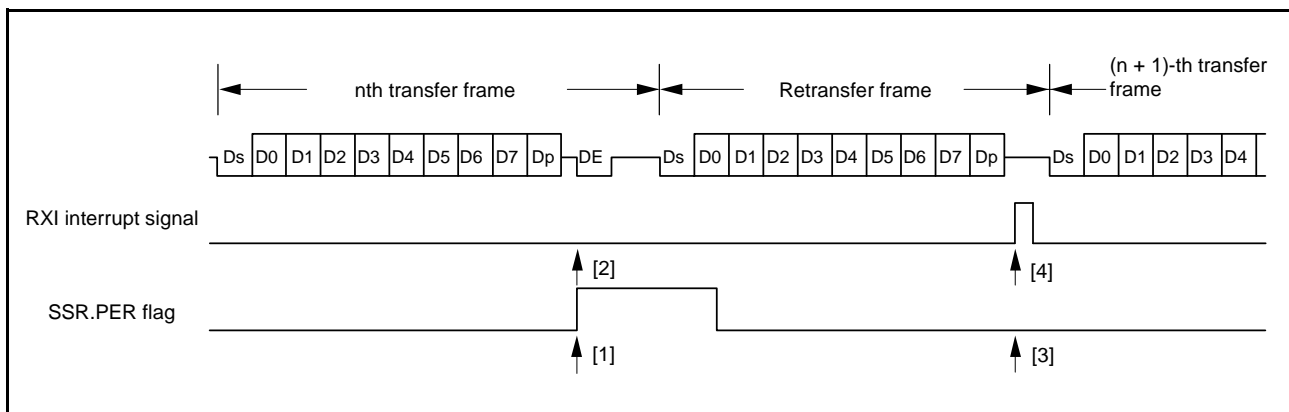 nth transfer frame
Retransfer frame
(n + 1)-th transfer
frame
Ds D0 D1 D2 D3 D4 D5 D6 D7 Dp DE Ds D0 D1 D2 D3 D4 D5 D6 D7 Dp Ds D0 D1 D2 D3 D4
RXI interrupt signal
[2] [4]
SSR.PER flag
[1] [3]